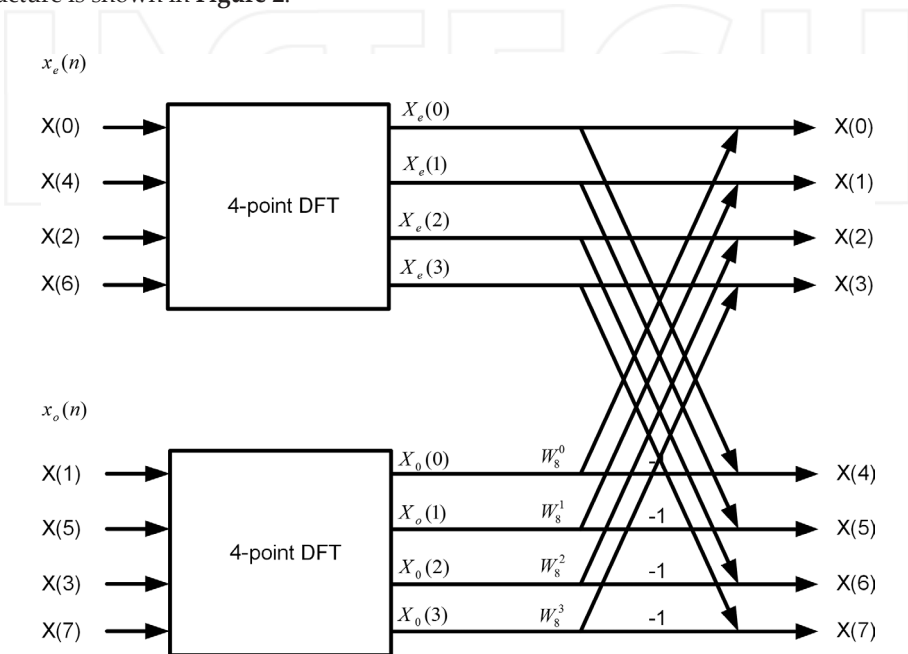 ucture is shown in Figure 2.
x_e(n)
X(0) X_e(0) X(0)
X(4) X_e(1) X(1)
4-point DFT
X(2) X_e(2) X(2)
X(6) X_e(3) X(3)
x_o(n)
X(1) X_0(0) W_8^0 X(4)
X(5) X_o(1) W_8^1 -1 X(5)
4-point DFT
X(3) X_0(2) W_8^2 -1 X(6)
X(7) X_0(3) W_8^3 -1 X(7)